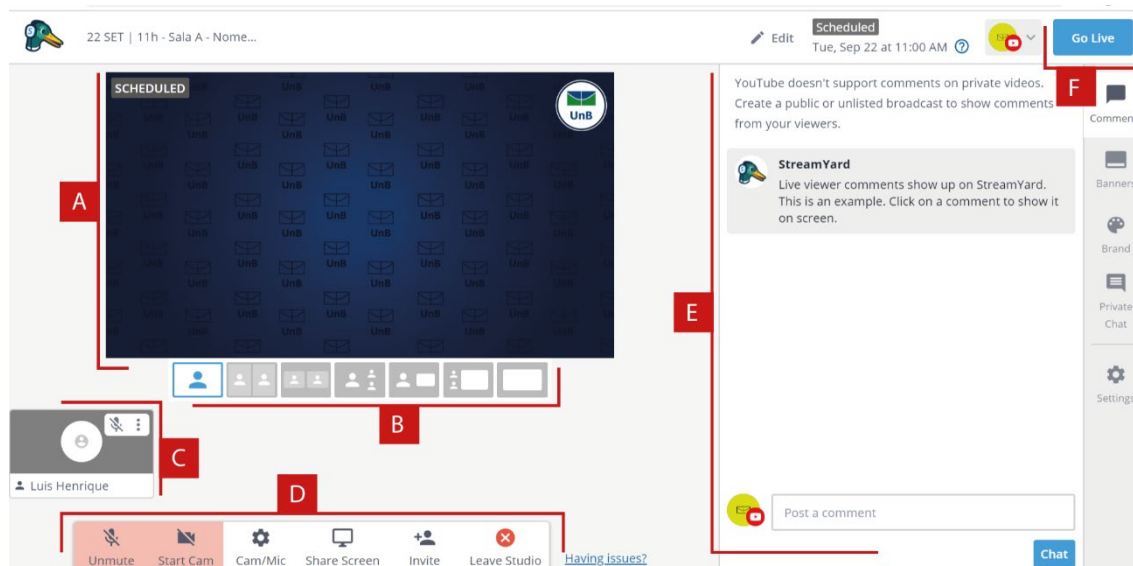 22 SET | 11h - Sala A - Nome...
Edit
Scheduled
Tue, Sep 22 at 11:00 AM
Go Live
F
SCHEDULED
UnB
A
B
C
Luis Henrique
D
Unmute
Start Cam
Cam/Mic
Share Screen
Invite
Leave Studio
Having issues?
E
YouTube doesn't support comments on private videos.
Create a public or unlisted broadcast to show comments
from your viewers.
StreamYard
Live viewer comments show up on StreamYard.
This is an example. Click on a comment to show it
on screen.
Post a comment
Chat
Commen
Banners
Brand
Private
Chat
Settings